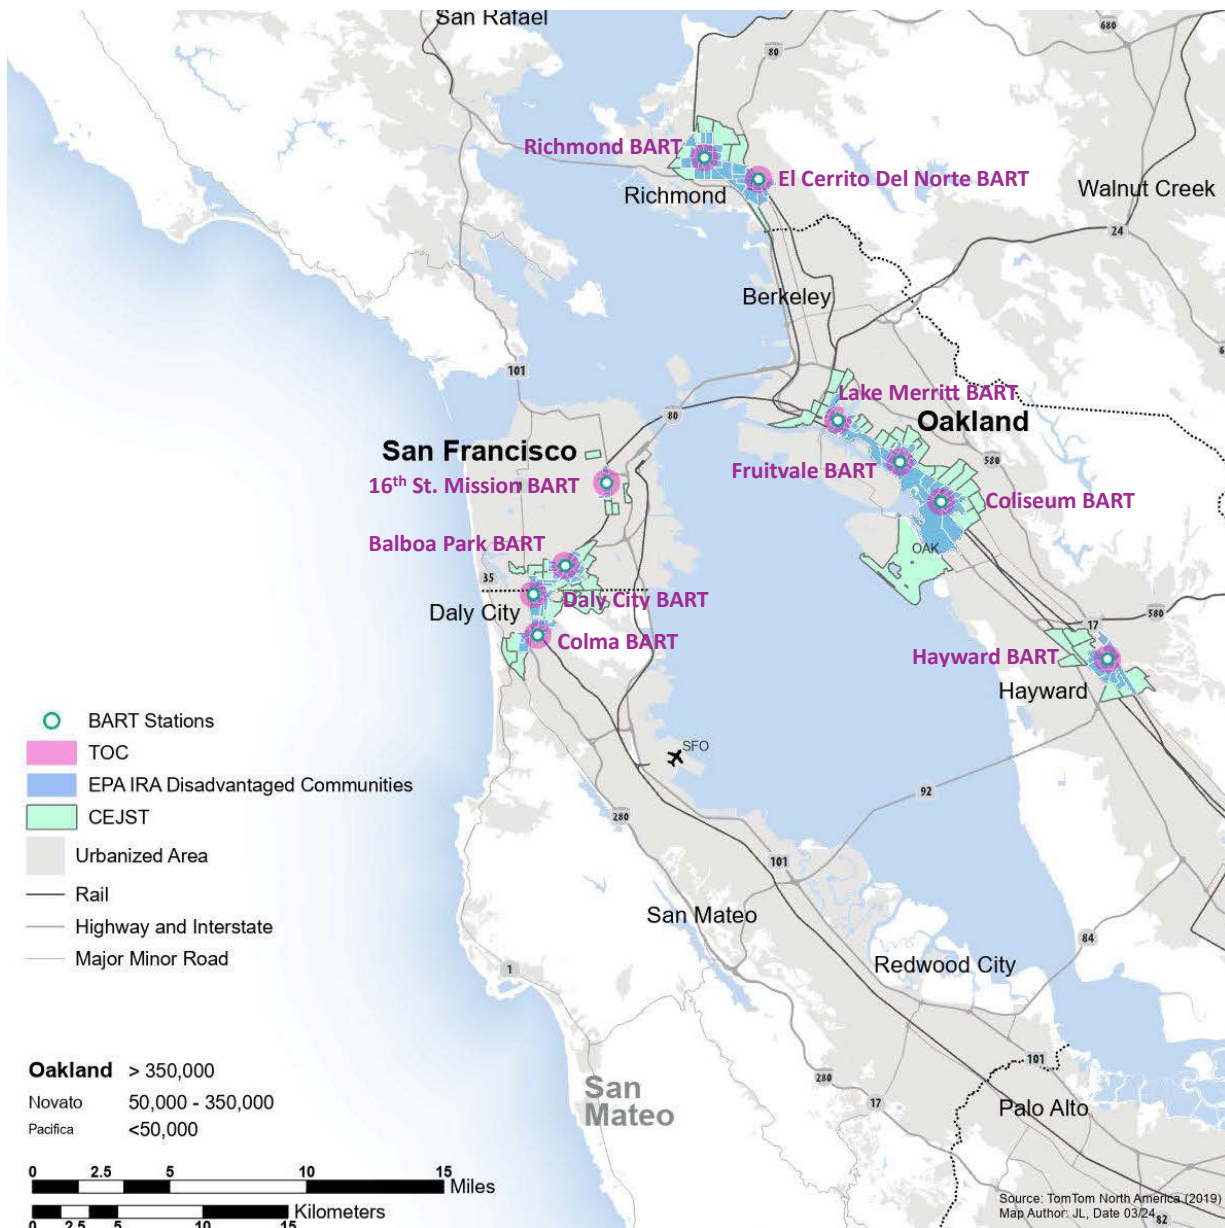 San Rafael
680
80
Richmond BART
El Cerrito Del Norte BART
Walnut Creek
Richmond
24
Berkeley
101
Lake Merritt BART
80
Oakland
San Francisco
580
Fruitvale BART
16th St. Mission BART
Coliseum BART
Balboa Park BART
OAK
35
Daly City BART
Daly City
580
17
Colma BART
Hayward BART
Hayward
BART Stations
SFO
TOC
EPA IRA Disadvantaged Communities
92
CEJST
280
Urbanized Area
101
Rail
San Mateo
Highway and Interstate
84
Major Minor Road
Redwood City
1
Oakland > 350,000
101
Novato 50,000 - 350,000
280
San
Mateo
17
Palo Alto
Pacifica <50,000
0 2.5 5 10 15
Miles
Kilometers
0 2.5 5 10 15
Source: TomTom North America (2019)
Map Author: JL, Date 03/24
82